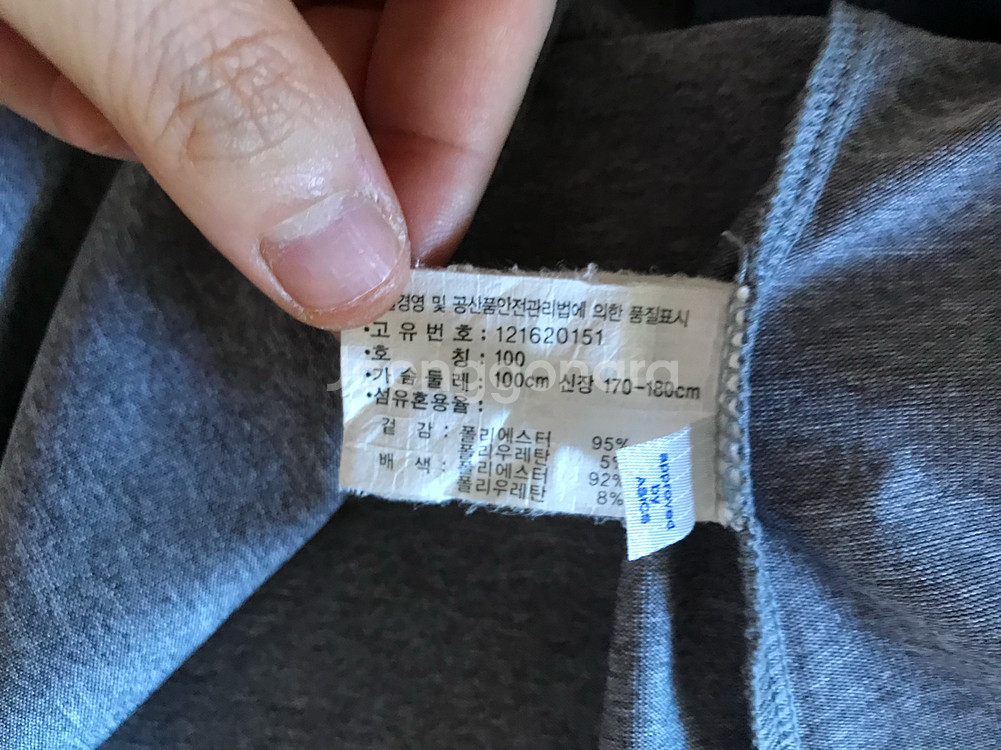 경영 및 공산품안전관리법에 의한 품질표시
•고유번호 : 121620151
•호 칭 : 100
•가슴둘레 : 100cm 신장 170-180cm
•섬유혼용율 :
겉 감 : 폴리에스터 95%
폴리우레탄 5%
배 색 : 폴리에스터 92%
폴리우레탄 8%
approved
by
ASICS
joonggonara